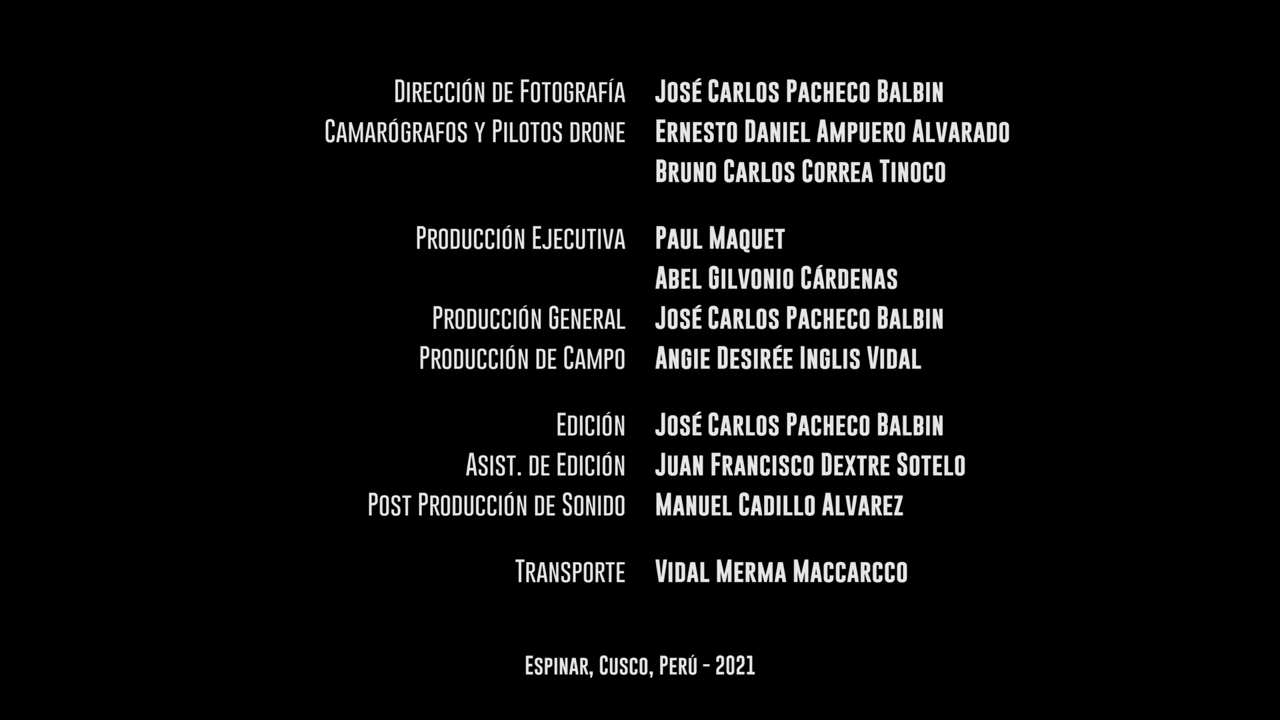 Dirección de Fotografía José Carlos Pacheco Balbin
Camarógrafos y Pilotos drone Ernesto Daniel Ampuero Alvarado
Bruno Carlos Correa Tinoco
Producción Ejecutiva Paul Maquet
Abel Gilvonio Cárdenas
Producción General José Carlos Pacheco Balbin
Producción de Campo Angie Desirée Inglis Vidal
Edición José Carlos Pacheco Balbin
Asist. de Edición Juan Francisco Dextre Sotelo
Post Producción de Sonido Manuel Cadillo Alvarez
Transporte Vidal Merma Maccarcco
Espinar, Cusco, Perú - 2021